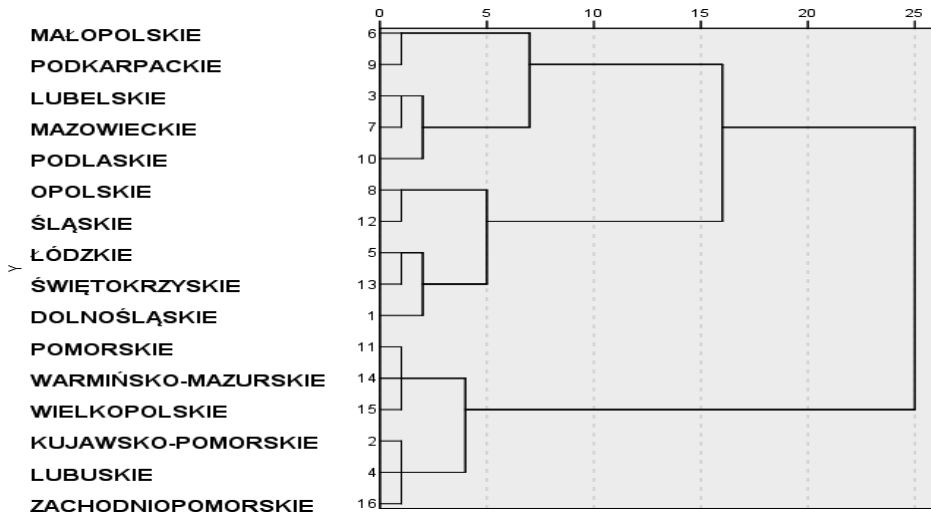 0 5 10 15 20 25
MAŁOPOLSKIE 6
PODKARPACKIE 9
LUBELSKIE 3
MAZOWIECKIE 7
PODLASKIE 10
OPOLSKIE 8
ŚLĄSKIE 12
ŁÓDZKIE 5
Y
ŚWIĘTOKRZYSKIE 13
DOLNOŚLĄSKIE 1
POMORSKIE 11
WARMIŃSKO-MAZURSKIE 14
WIELKOPOLSKIE 15
KUJAWSKO-POMORSKIE 2
LUBUSKIE 4
ZACHODNIOPOMORSKIE 16